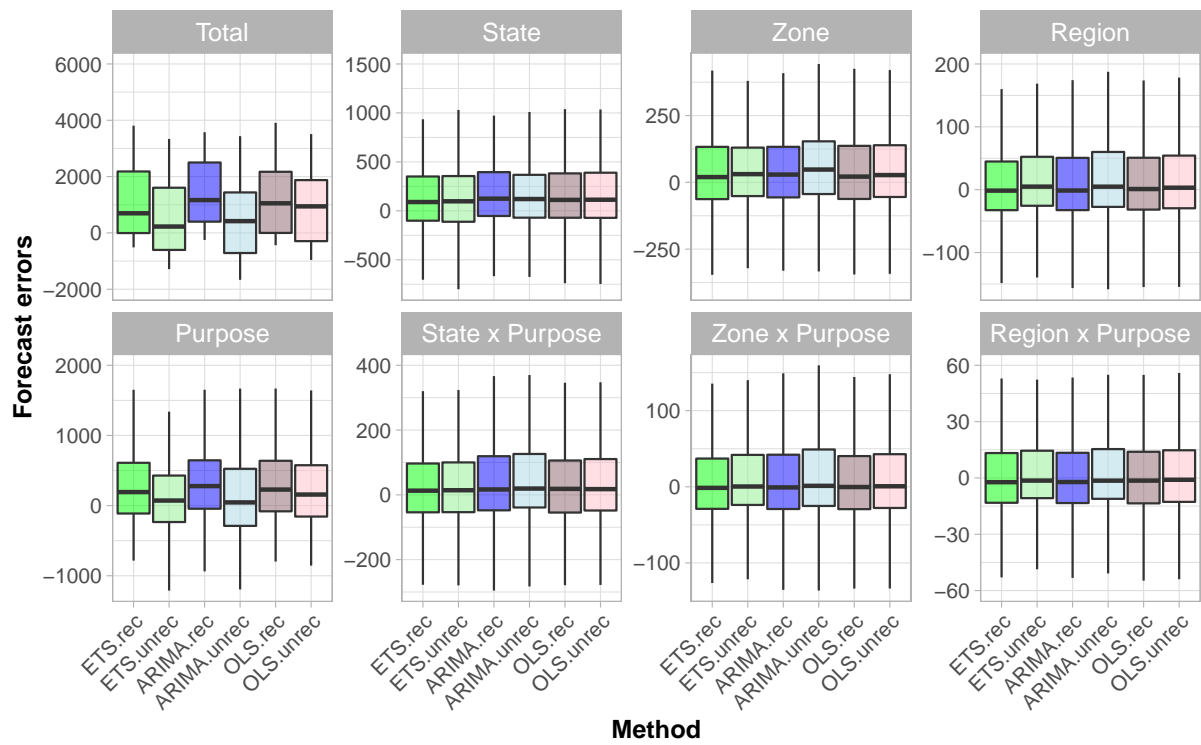 Total
State
Zone
Region
6000
4000
2000
0
−2000
1500
1000
500
0
−500
250
0
−250
200
100
0
−100
Purpose
State x Purpose
Zone x Purpose
Region x Purpose
2000
1000
0
−1000
400
200
0
−200
100
0
−100
60
30
0
−30
−60
Forecast errors
ETS.rec
ETS.unrec
ARIMA.rec
ARIMA.unrec
OLS.rec
OLS.unrec
ETS.rec
ETS.unrec
ARIMA.rec
ARIMA.unrec
OLS.rec
OLS.unrec
ETS.rec
ETS.unrec
ARIMA.rec
ARIMA.unrec
OLS.rec
OLS.unrec
ETS.rec
ETS.unrec
ARIMA.rec
ARIMA.unrec
OLS.rec
OLS.unrec
Method